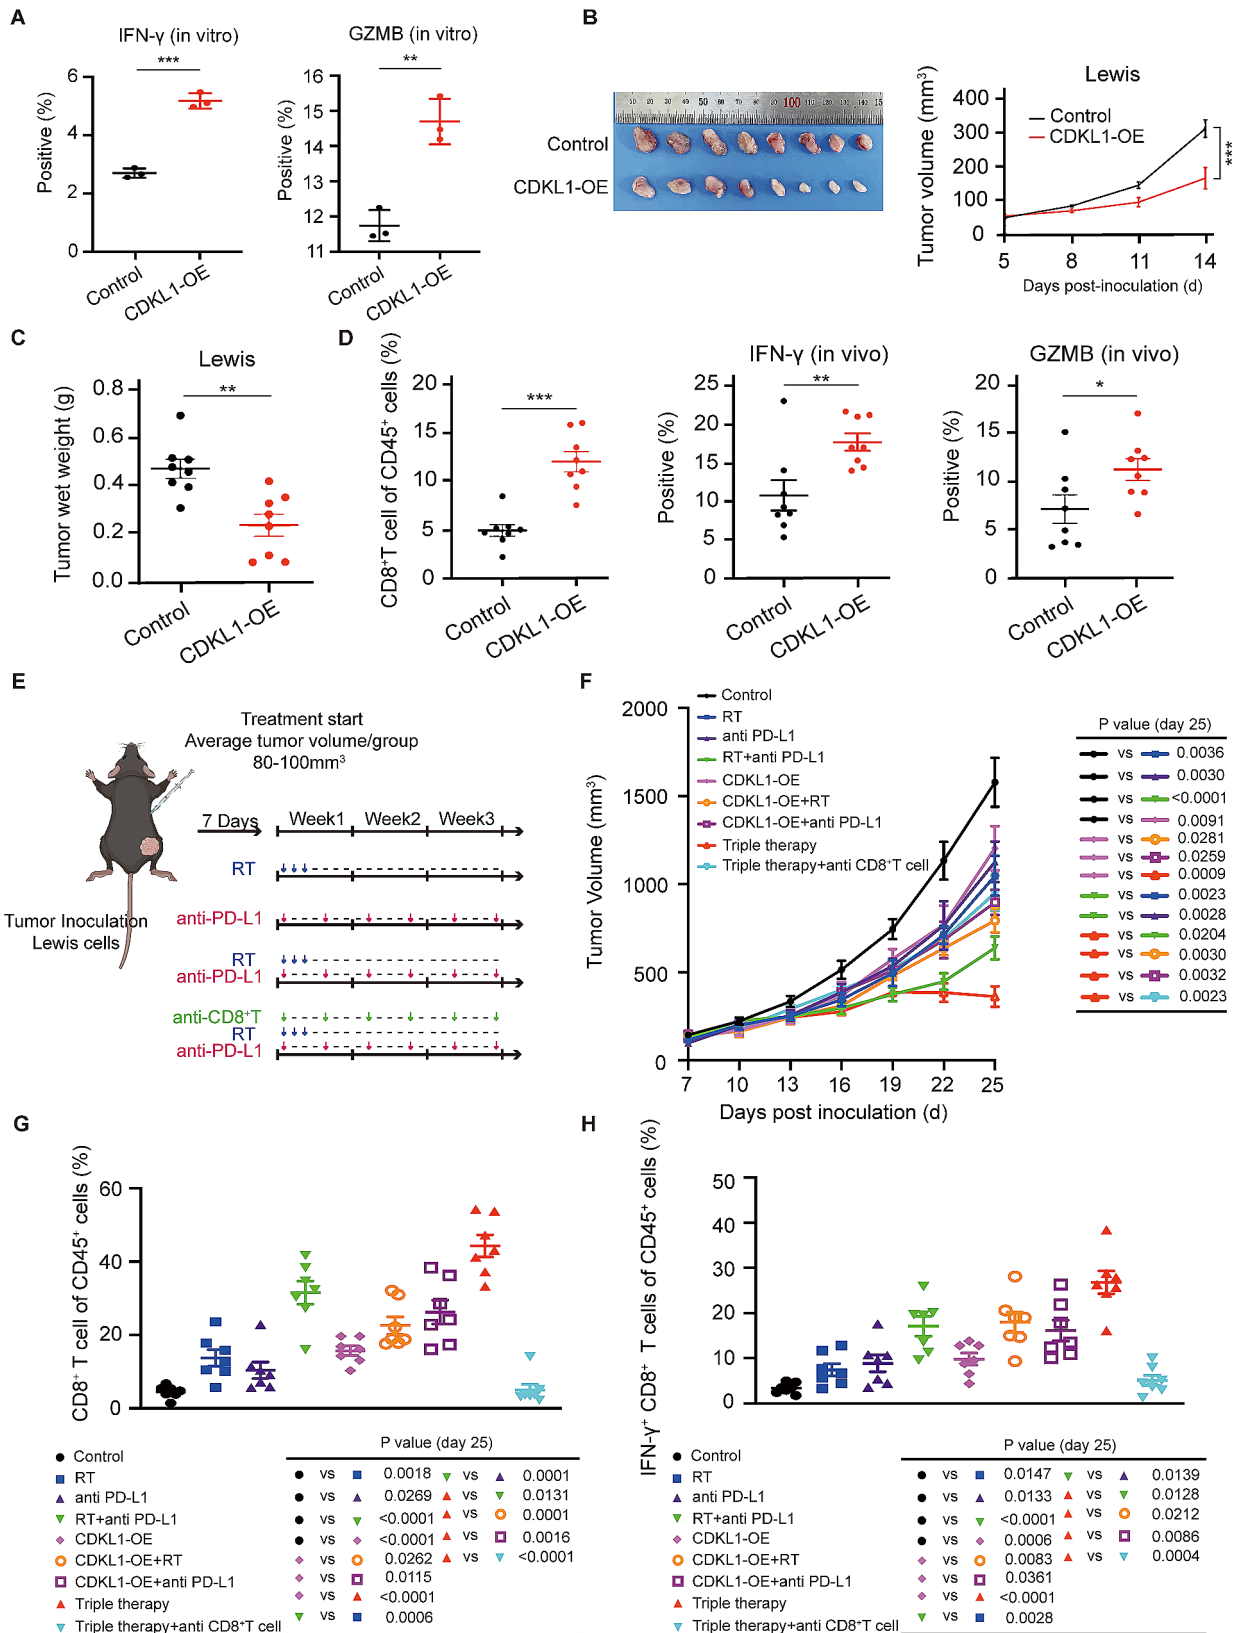 A
IFN-γ (in vitro)
***
Positive (%)
6
4
2
0
Control
CDKL1-OE
GZMB (in vitro)
**
Positive (%)
16
15
14
13
12
11
Control
CDKL1-OE
B
10 20 30 40 50 60 70 80 90 100 110 120 130 140 15
Control
CDKL1-OE
Lewis
Tumor volume (mm³)
400
300
200
100
0
Control
CDKL1-OE
***
5 8 11 14
Days post-inoculation (d)
C
Lewis
**
Tumor wet weight (g)
0.8
0.6
0.4
0.2
0.0
Control
CDKL1-OE
D
CD8⁺T cell of CD45⁺ cells (%)
***
20
15
10
5
0
Control
CDKL1-OE
IFN-γ (in vivo)
**
Positive (%)
25
20
15
10
5
0
Control
CDKL1-OE
GZMB (in vivo)
*
Positive (%)
20
15
10
5
0
Control
CDKL1-OE
E
Treatment start
Average tumor volume/group
80-100mm³
7 Days
Week1 Week2 Week3
RT
anti-PD-L1
RT
anti-PD-L1
anti-CD8⁺T
RT
anti-PD-L1
Tumor Inoculation
Lewis cells
F
Tumor Volume (mm³)
2000
1500
1000
500
0
Control
RT
anti PD-L1
RT+anti PD-L1
CDKL1-OE
CDKL1-OE+RT
CDKL1-OE+anti PD-L1
Triple therapy
Triple therapy+anti CD8⁺T cell
7 10 13 16 19 22 25
Days post inoculation (d)
P value (day 25)
vs 0.0036
vs 0.0030
vs <0.0001
vs 0.0091
vs 0.0281
vs 0.0259
vs 0.0009
vs 0.0023
vs 0.0028
vs 0.0204
vs 0.0030
vs 0.0032
vs 0.0023
G
CD8⁺ T cell of CD45⁺ cells (%)
60
40
20
0
Control
RT
anti PD-L1
RT+anti PD-L1
CDKL1-OE
CDKL1-OE+RT
CDKL1-OE+anti PD-L1
Triple therapy
Triple therapy+anti CD8⁺T cell
P value (day 25)
vs 0.0018 vs 0.0001
vs 0.0269 vs 0.0131
vs <0.0001 vs 0.0001
vs <0.0001 vs 0.0016
vs 0.0262 vs <0.0001
vs 0.0115
vs <0.0001
vs 0.0006
H
IFN-γ⁺ CD8⁺ T cells of CD45⁺ cells (%)
50
40
30
20
10
0
Control
RT
anti PD-L1
RT+anti PD-L1
CDKL1-OE
CDKL1-OE+RT
CDKL1-OE+anti PD-L1
Triple therapy
Triple therapy+anti CD8⁺T cell
P value (day 25)
vs 0.0147 vs 0.0139
vs 0.0133 vs 0.0128
vs <0.0001 vs 0.0212
vs 0.0006 vs 0.0086
vs 0.0083 vs 0.0004
vs 0.0361
vs <0.0001
vs 0.0028